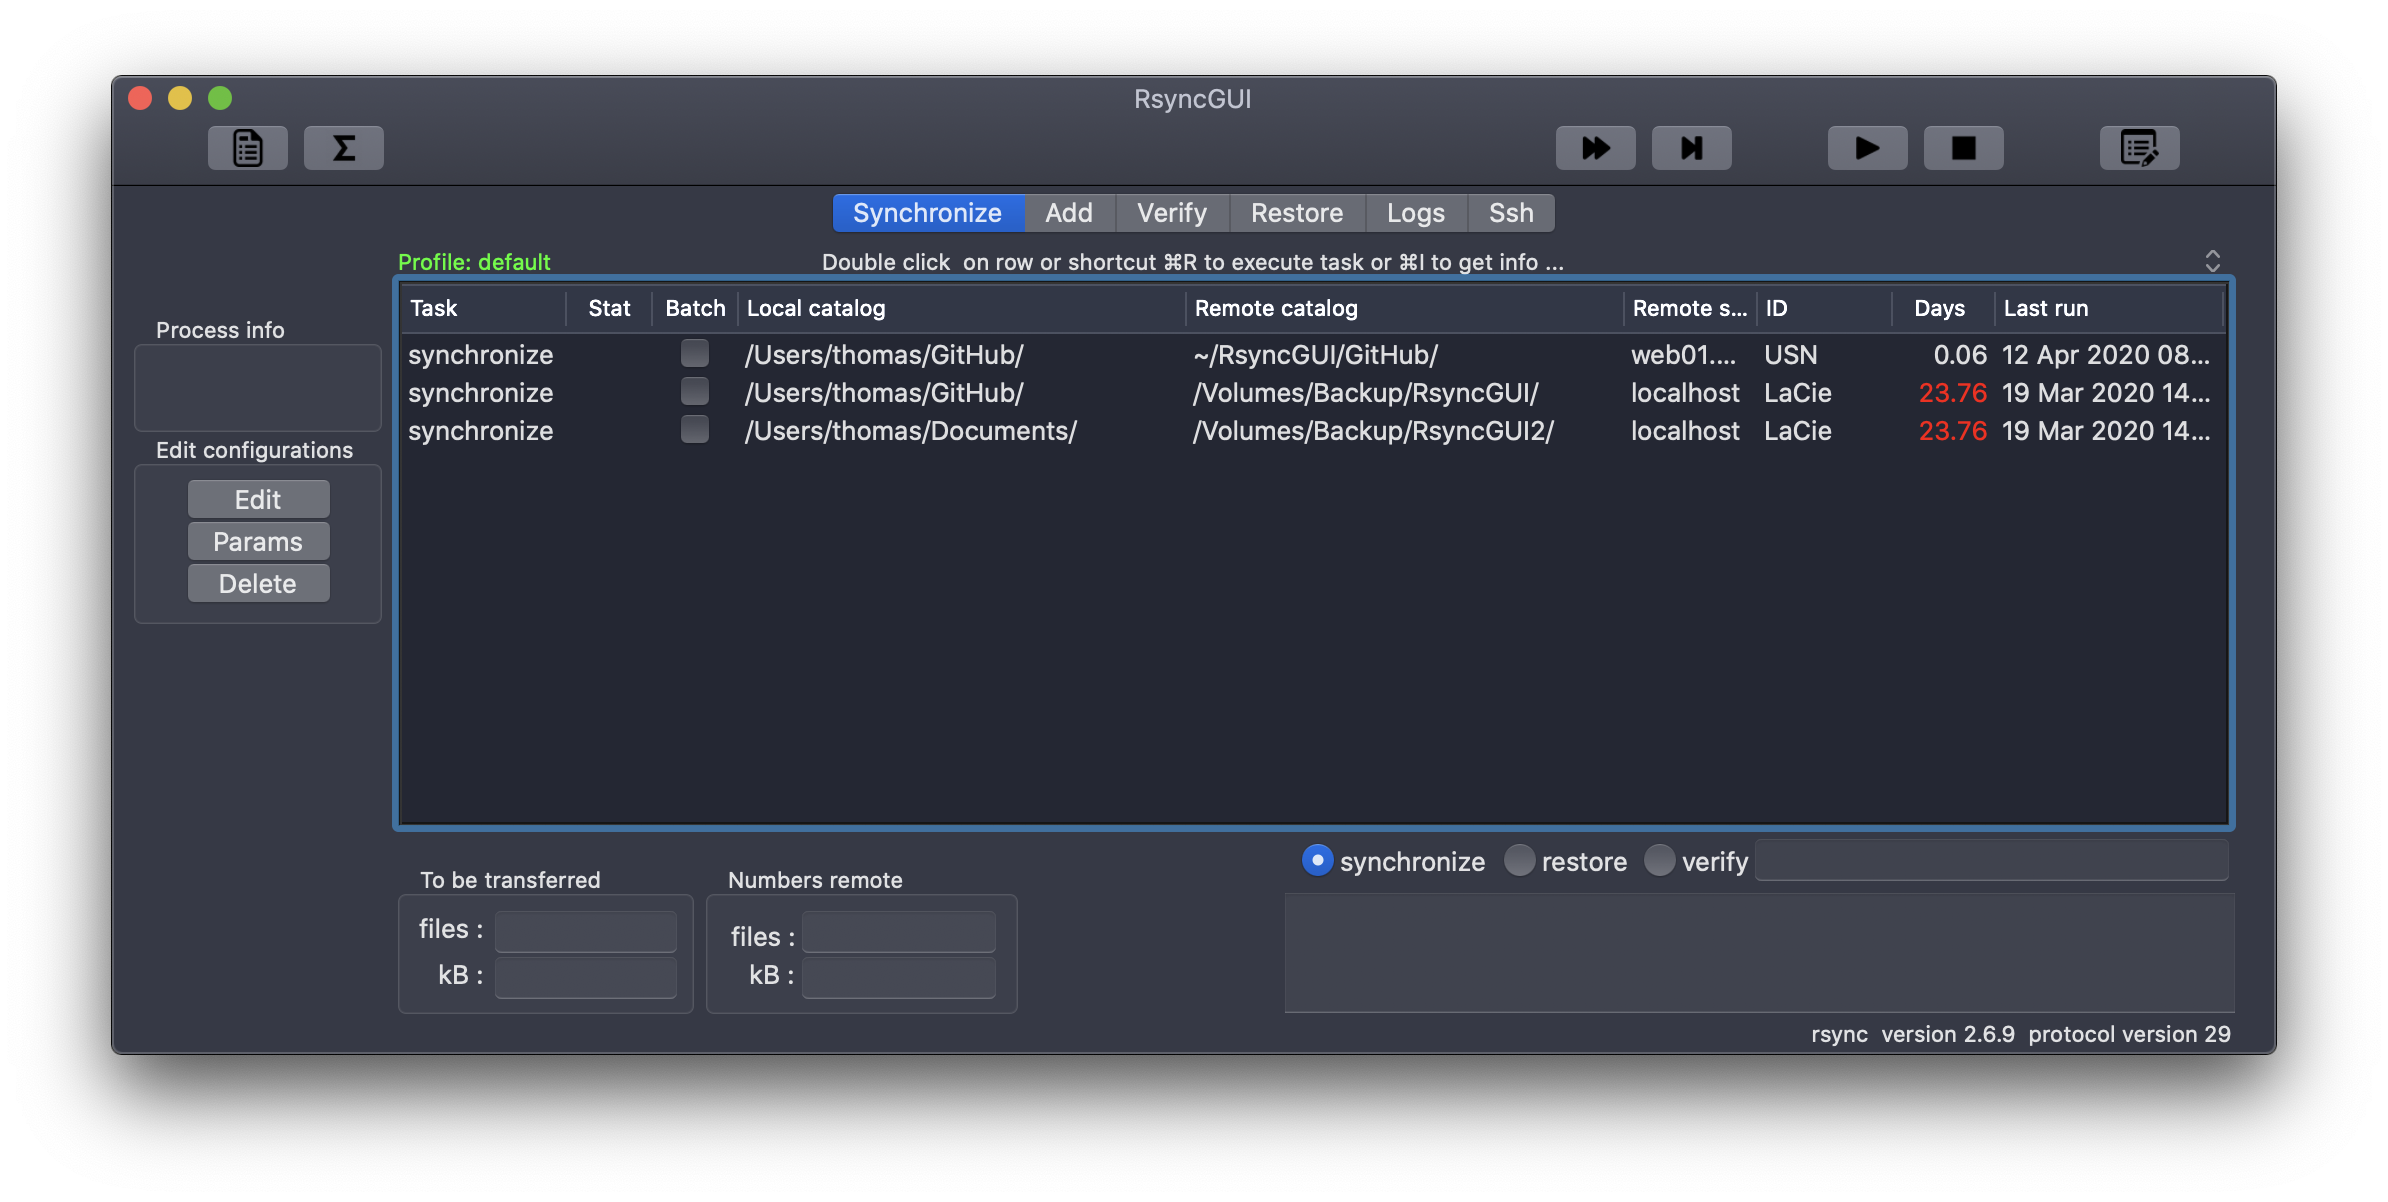 RsyncGUI
Σ
Synchronize Add Verify Restore Logs Ssh
Profile: default Double click on row or shortcut ⌘R to execute task or ⌘I to get info ...
Task Stat Batch Local catalog Remote catalog Remote s... ID Days Last run
synchronize /Users/thomas/GitHub/ ~/RsyncGUI/GitHub/ web01.... USN 0.06 12 Apr 2020 08...
synchronize /Users/thomas/GitHub/ /Volumes/Backup/RsyncGUI/ localhost LaCie 23.76 19 Mar 2020 14...
synchronize /Users/thomas/Documents/ /Volumes/Backup/RsyncGUI2/ localhost LaCie 23.76 19 Mar 2020 14...
Process info
Edit configurations
Edit
Params
Delete
synchronize restore verify
To be transferred
files :
kB :
Numbers remote
files :
kB :
rsync version 2.6.9 protocol version 29